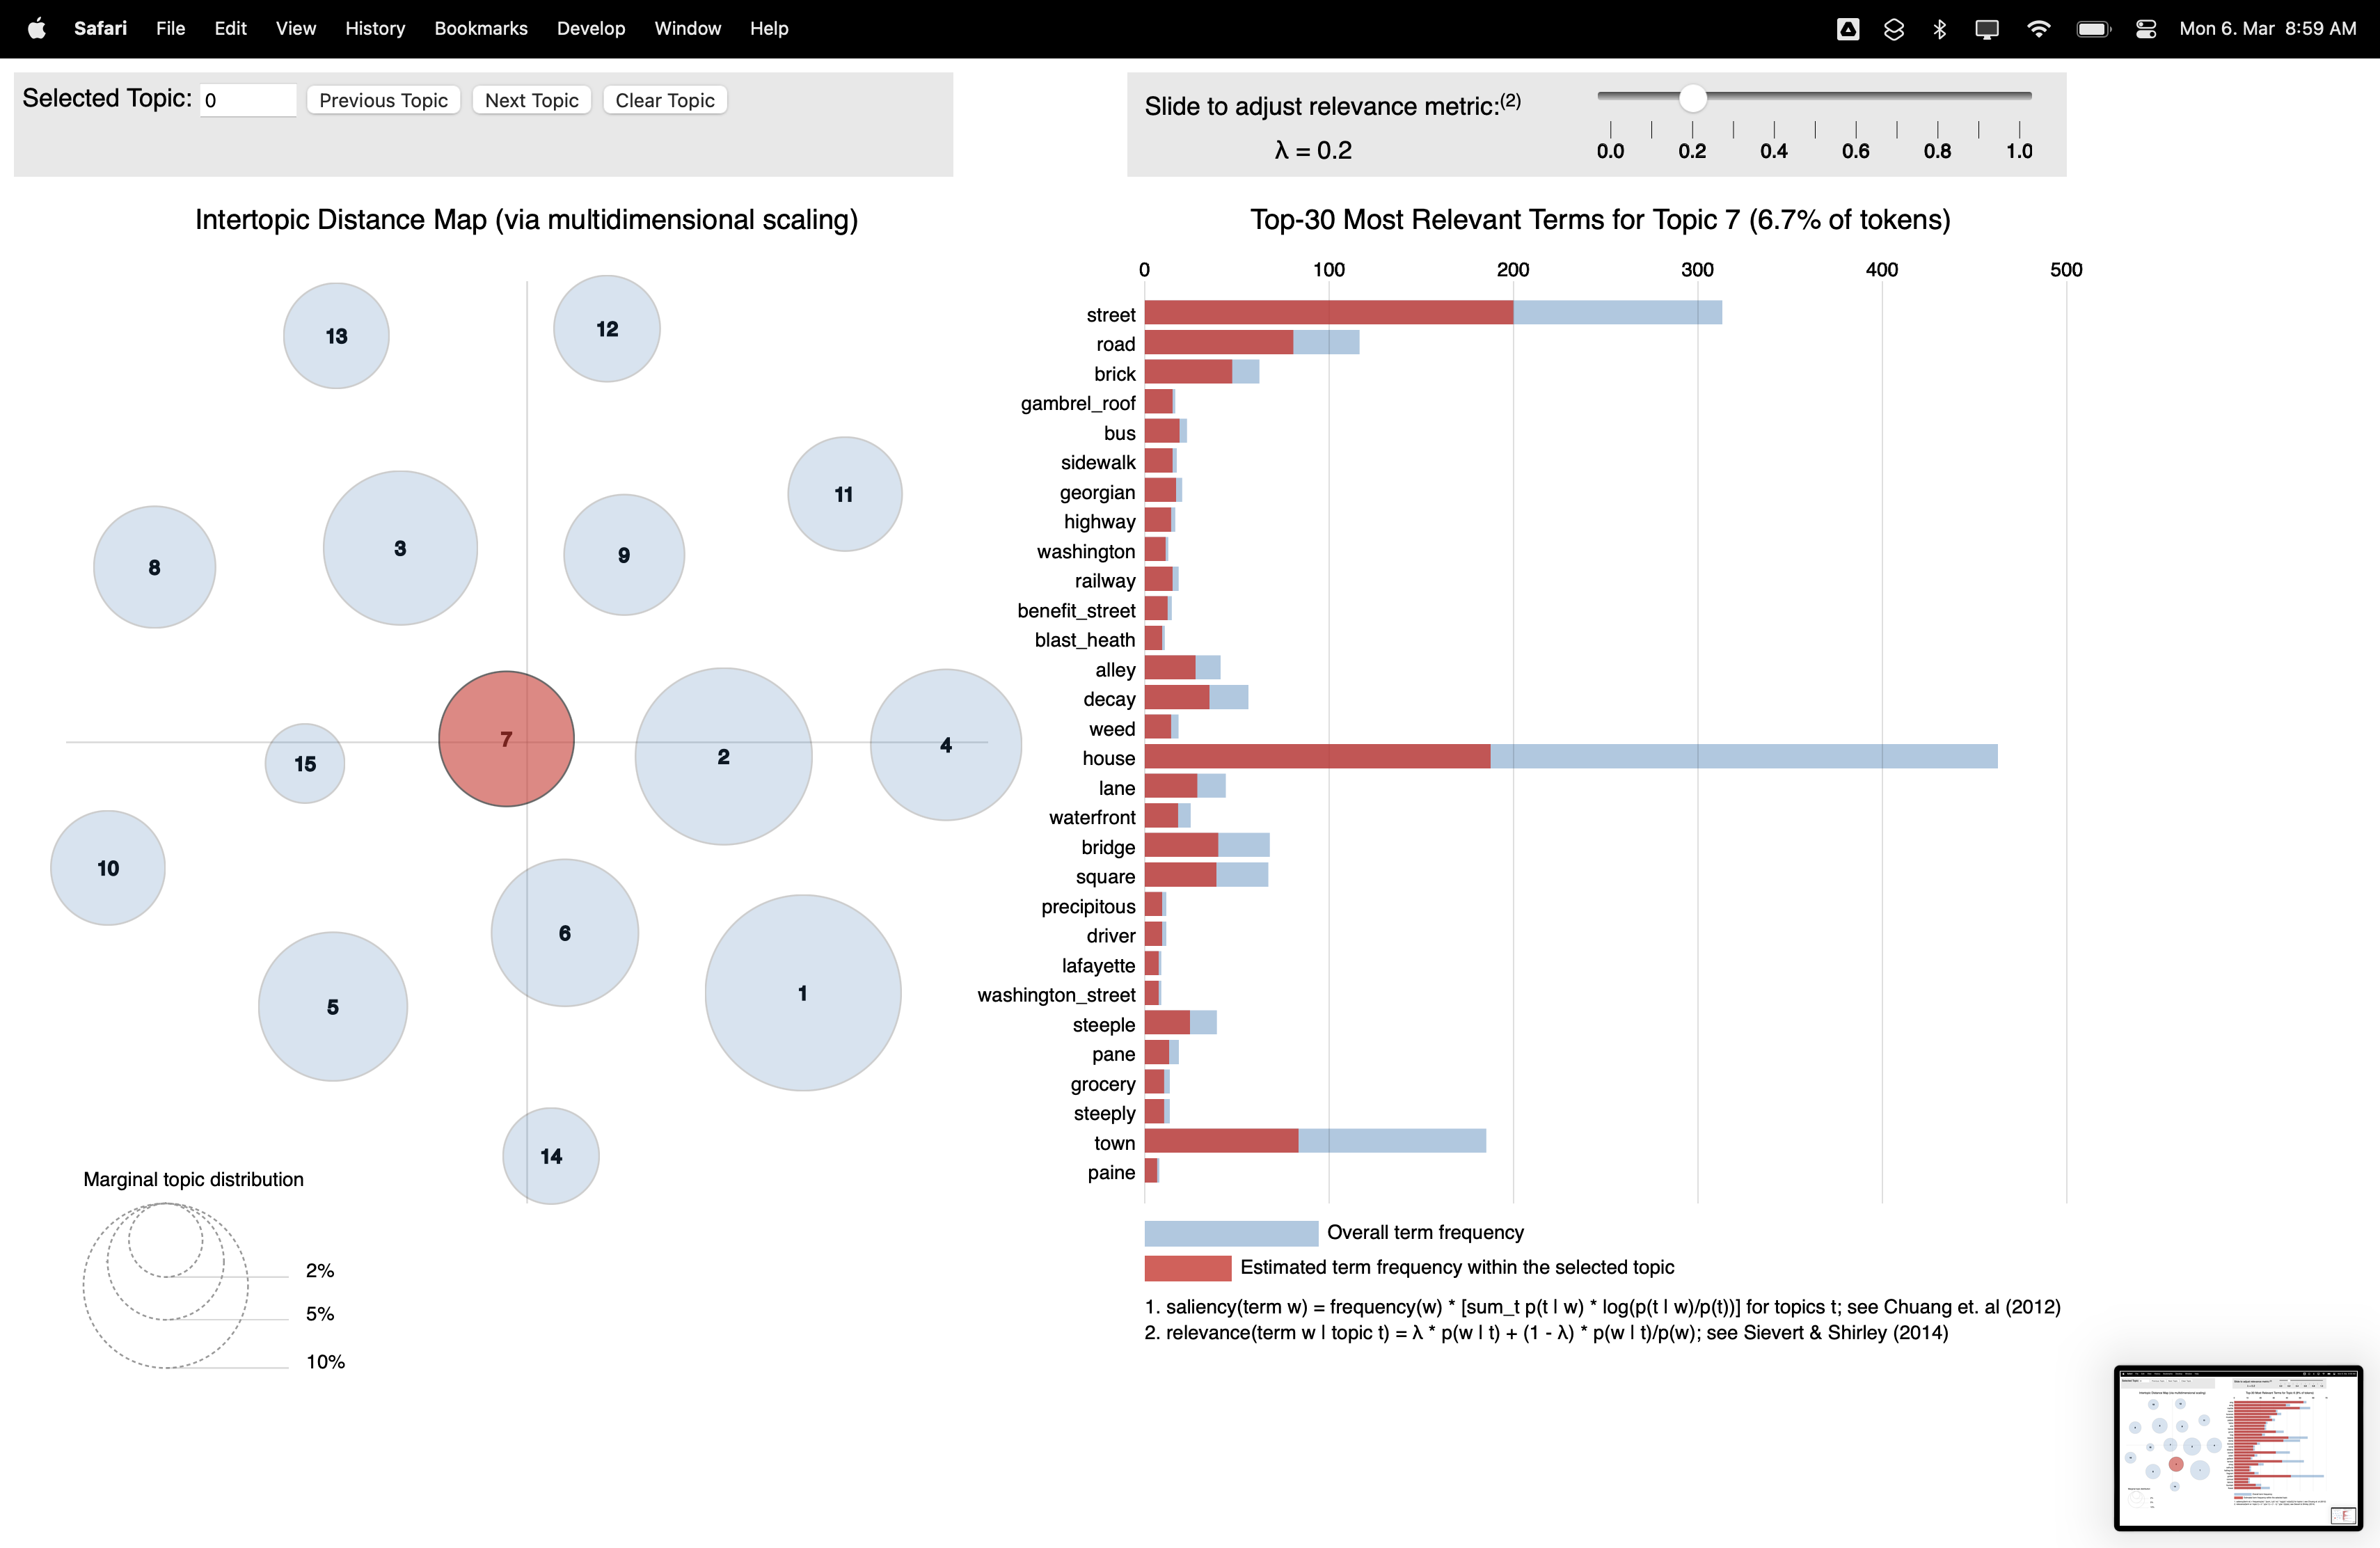 Safari File Edit View History Bookmarks Develop Window Help Mon 6. Mar 8:59 AM
Selected Topic: 0 Previous Topic Next Topic Clear Topic
Slide to adjust relevance metric:(2)
λ = 0.2
0.0 0.2 0.4 0.6 0.8 1.0
Intertopic Distance Map (via multidimensional scaling)
13
12
11
3
9
8
7
2
4
15
10
6
1
5
14
Marginal topic distribution
2%
5%
10%
Top-30 Most Relevant Terms for Topic 7 (6.7% of tokens)
0 100 200 300 400 500
street
road
brick
gambrel_roof
bus
sidewalk
georgian
highway
washington
railway
benefit_street
blast_heath
alley
decay
weed
house
lane
waterfront
bridge
square
precipitous
driver
lafayette
washington_street
steeple
pane
grocery
steeply
town
paine
Overall term frequency
Estimated term frequency within the selected topic
1. saliency(term w) = frequency(w) * [sum_t p(t | w) * log(p(t | w)/p(t))] for topics t; see Chuang et. al (2012)
2. relevance(term w | topic t) = λ * p(w | t) + (1 - λ) * p(w | t)/p(w); see Sievert & Shirley (2014)